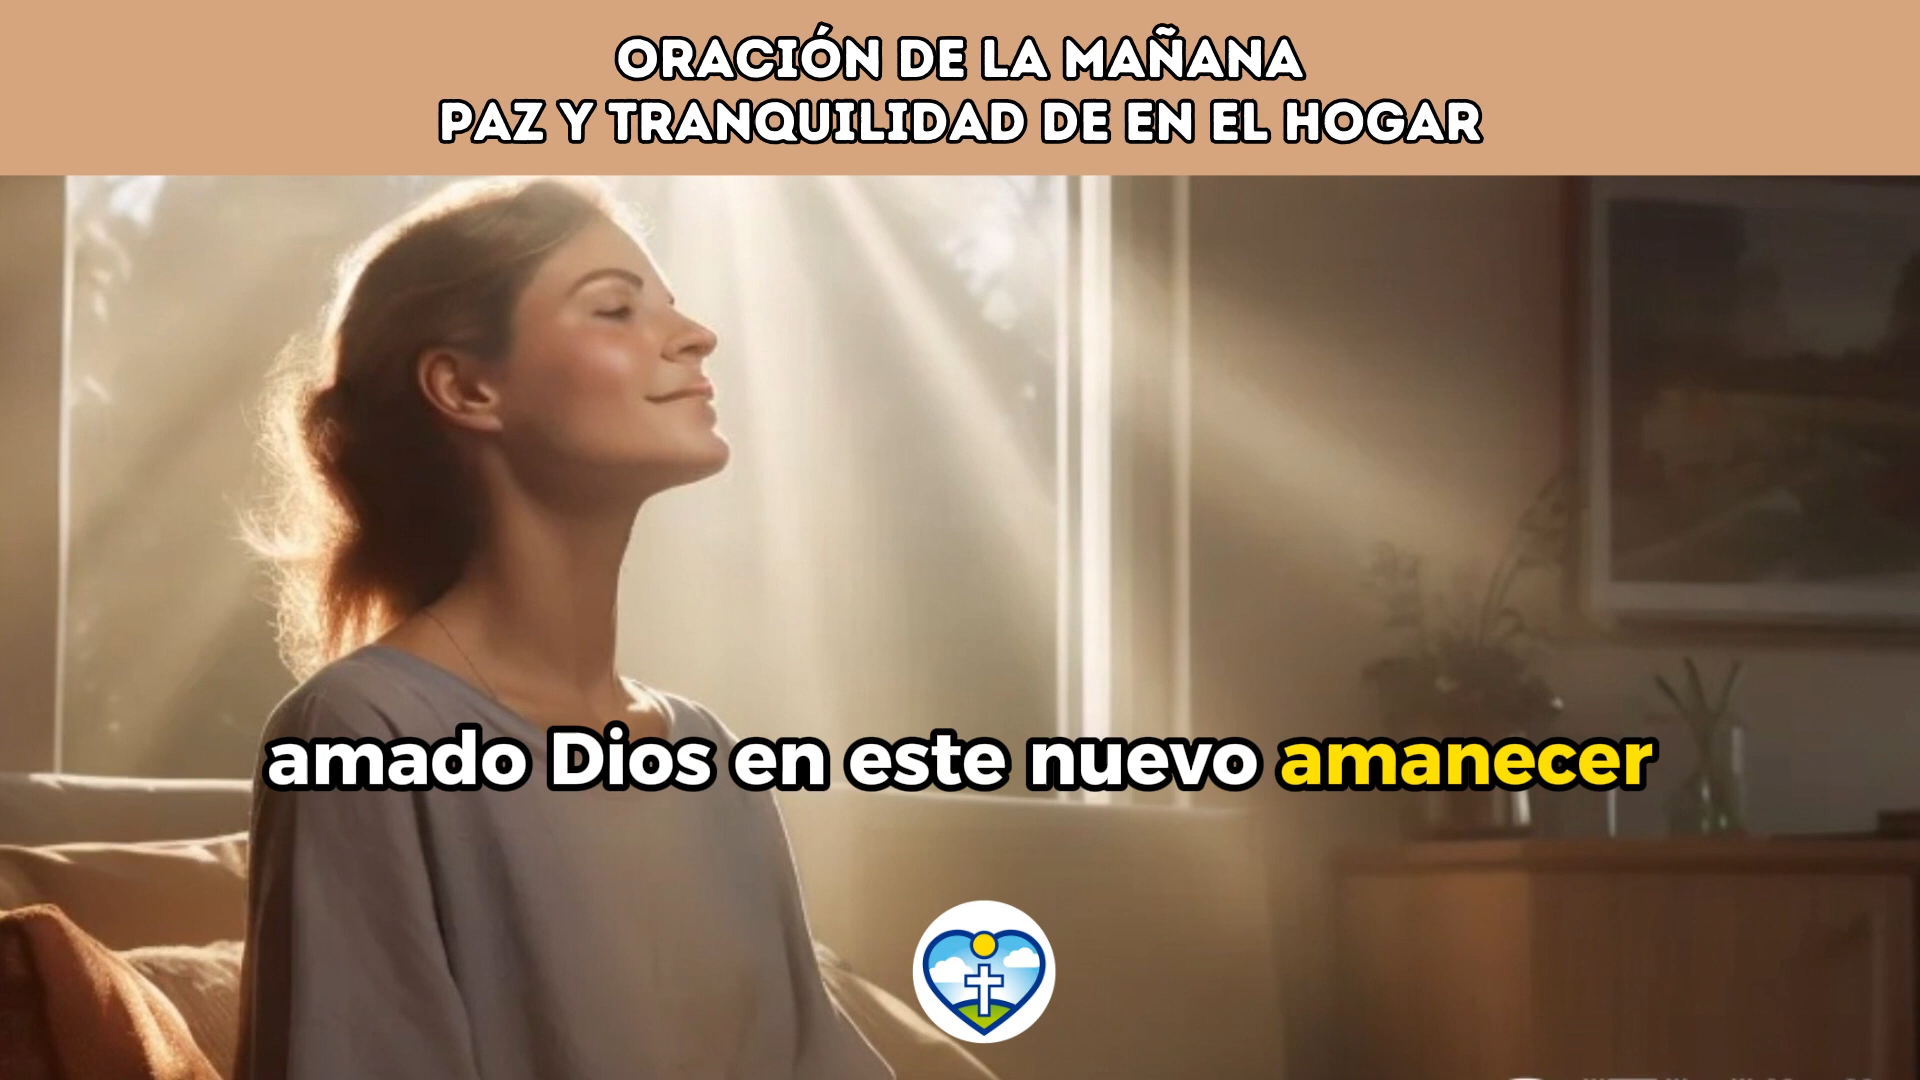 ORACIÓN DE LA MAÑANA
PAZ Y TRANQUILIDAD DE EN EL HOGAR
amado Dios en este nuevo amanecer